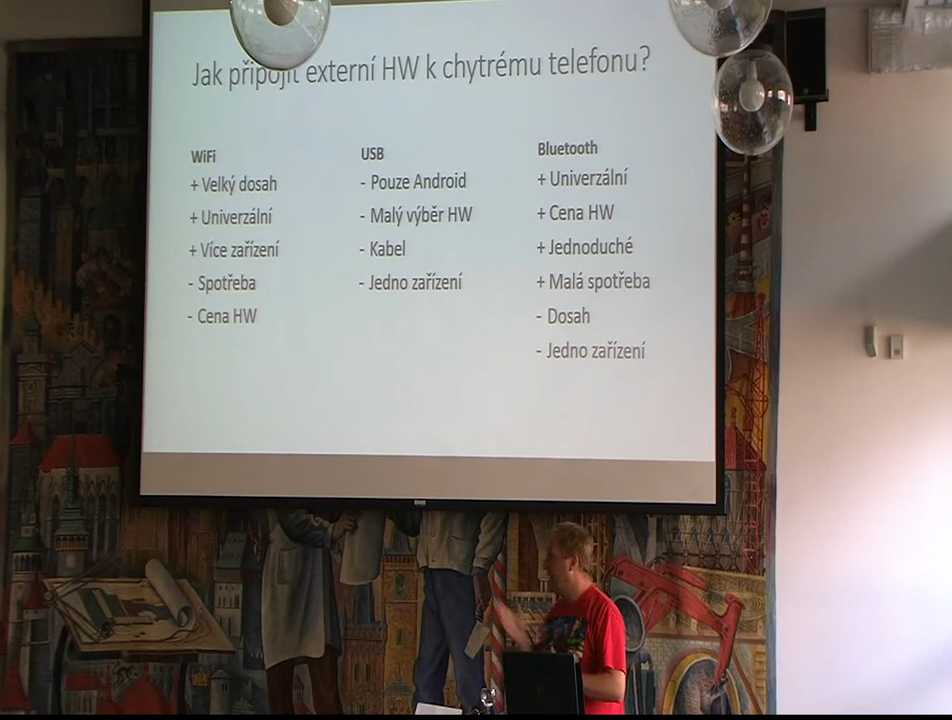 Jak připojit externí HW k chytrému telefonu?
WiFi
+ Velký dosah
+ Univerzální
+ Více zařízení
- Spotřeba
- Cena HW
USB
- Pouze Android
- Malý výběr HW
- Kabel
- Jedno zařízení
Bluetooth
+ Univerzální
+ Cena HW
+ Jednoduché
+ Malá spotřeba
- Dosah
- Jedno zařízení